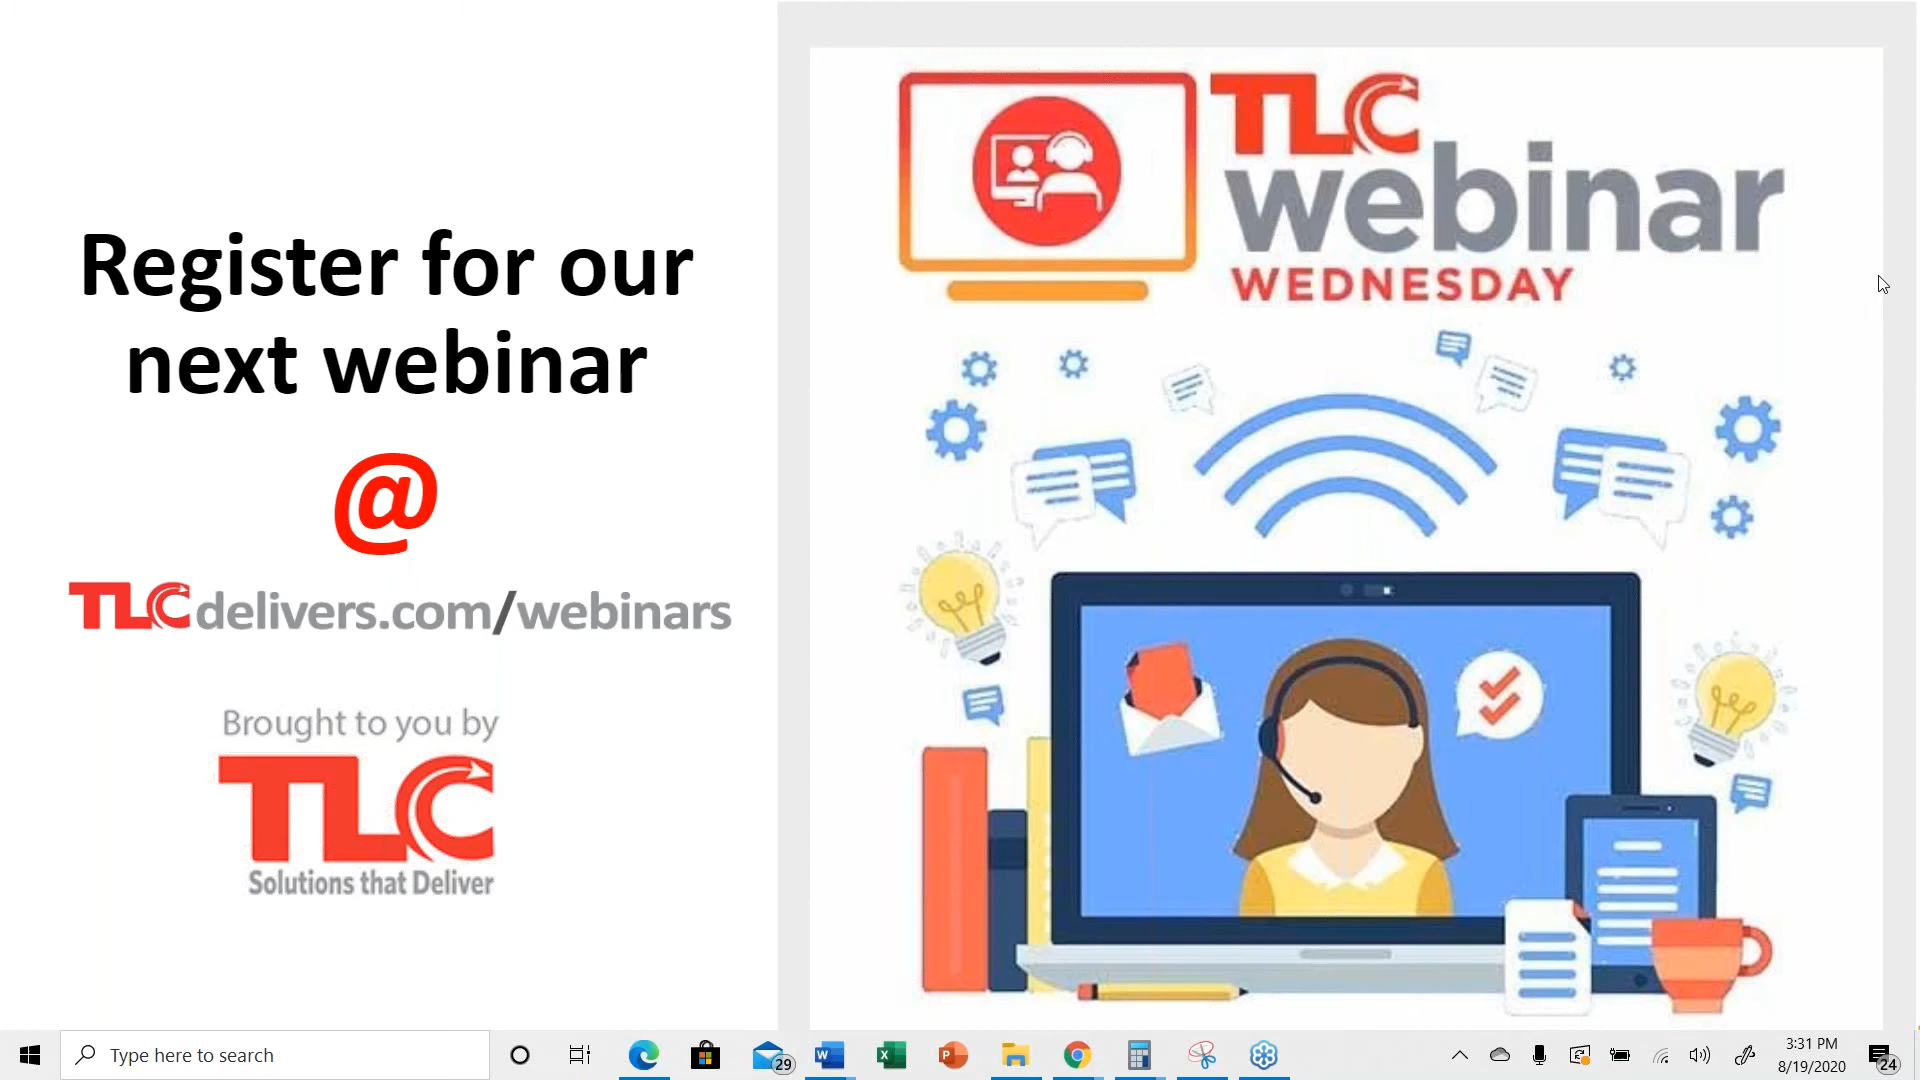 Register for our
next webinar
@
TLCdelivers.com/webinars
Brought to you by
TLC
Solutions that Deliver
TLC
webinar
WEDNESDAY
Type here to search
29
3:31 PM
8/19/2020
24